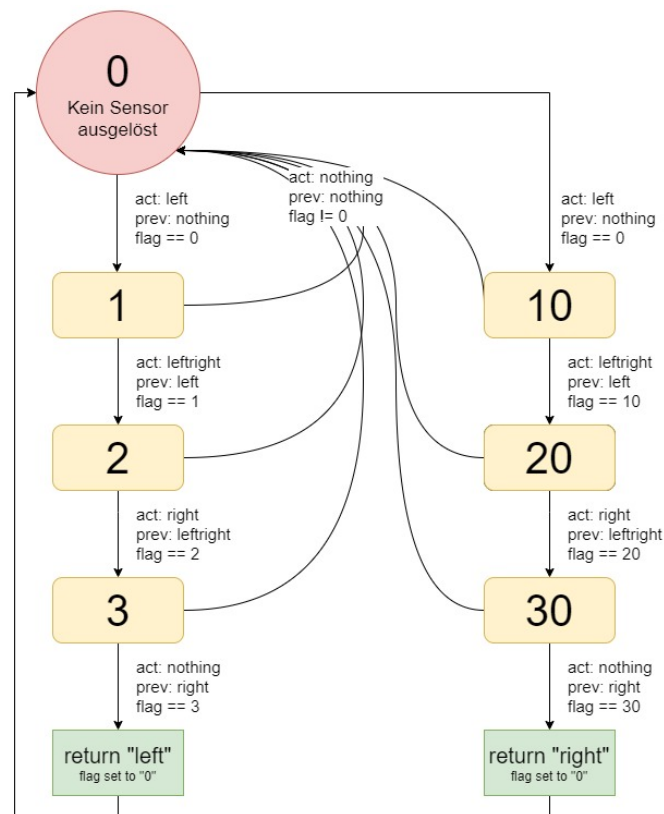 0
Kein Sensor
ausgelöst
act: nothing
prev: nothing
flag != 0
act: left
prev: nothing
flag == 0
act: left
prev: nothing
flag == 0
1
10
act: leftright
prev: left
flag == 1
act: leftright
prev: left
flag == 10
2
20
act: right
prev: leftright
flag == 2
act: right
prev: leftright
flag == 20
3
30
act: nothing
prev: right
flag == 3
act: nothing
prev: right
flag == 30
return "left"
flag set to "0"
return "right"
flag set to "0"